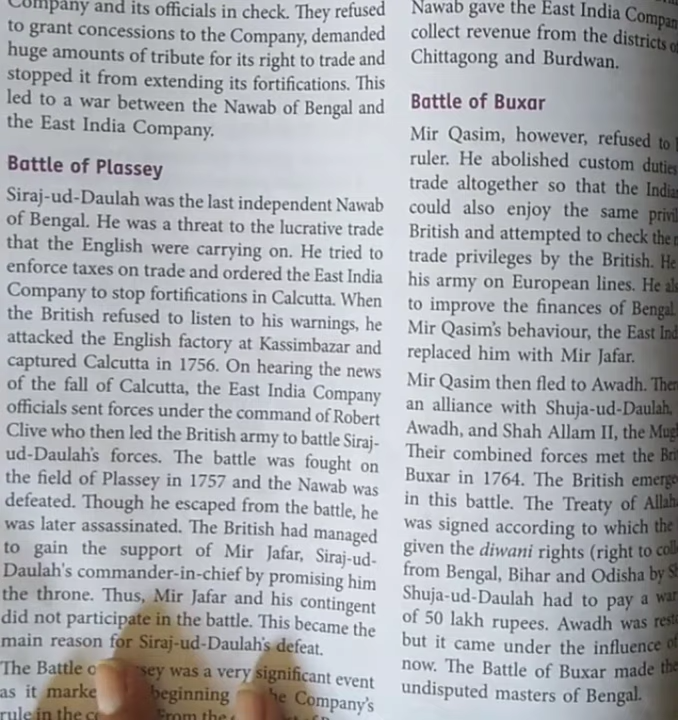 Company and its officials in check. They refused
to grant concessions to the Company, demanded
huge amounts of tribute for its right to trade and
stopped it from extending its fortifications. This
led to a war between the Nawab of Bengal and
the East India Company.
Battle of Plassey
Siraj-ud-Daulah was the last independent Nawab
of Bengal. He was a threat to the lucrative trade
that the English were carrying on. He tried to
enforce taxes on trade and ordered the East India
Company to stop fortifications in Calcutta. When
the British refused to listen to his warnings, he
attacked the English factory at Kassimbazar and
captured Calcutta in 1756. On hearing the news
of the fall of Calcutta, the East India Company
officials sent forces under the command of Robert
Clive who then led the British army to battle Siraj-
ud-Daulah's forces. The battle was fought on
the field of Plassey in 1757 and the Nawab was
defeated. Though he escaped from the battle, he
was later assassinated. The British had managed
to gain the support of Mir Jafar, Siraj-ud-
Daulah's commander-in-chief by promising him
the throne. Thus, Mir Jafar and his contingent
did not participate in the battle. This became the
main reason for Siraj-ud-Daulah's defeat.
The Battle was a very significant event
as it beginning Company's
rule in the From the
Nawab gave the East India
collect revenue from the districts
Chittagong and Burdwan.
Battle of Buxar
Mir Qasim, however, refused to
ruler. He abolished custom duties
trade altogether so that the
could also enjoy the same
British and attempted to check the
trade privileges by the British. He
his army on European lines. He
to improve the finances of Bengal
Mir Qasim's behaviour, the East
replaced him with Mir Jafar.
Mir Qasim then fled to Awadh.
an alliance with Shuja-ud-Daulah,
Awadh, and Shah Allam II, the
Their combined forces met the
Buxar in 1764. The British
in this battle. The Treaty of
was signed according to which the
given the diwani rights (right to
from Bengal, Bihar and Odisha by
Shuja-ud-Daulah had to pay a war
of 50 lakh rupees. Awadh was
but it came under the influence
now. The Battle of Buxar made the
undisputed masters of Bengal.